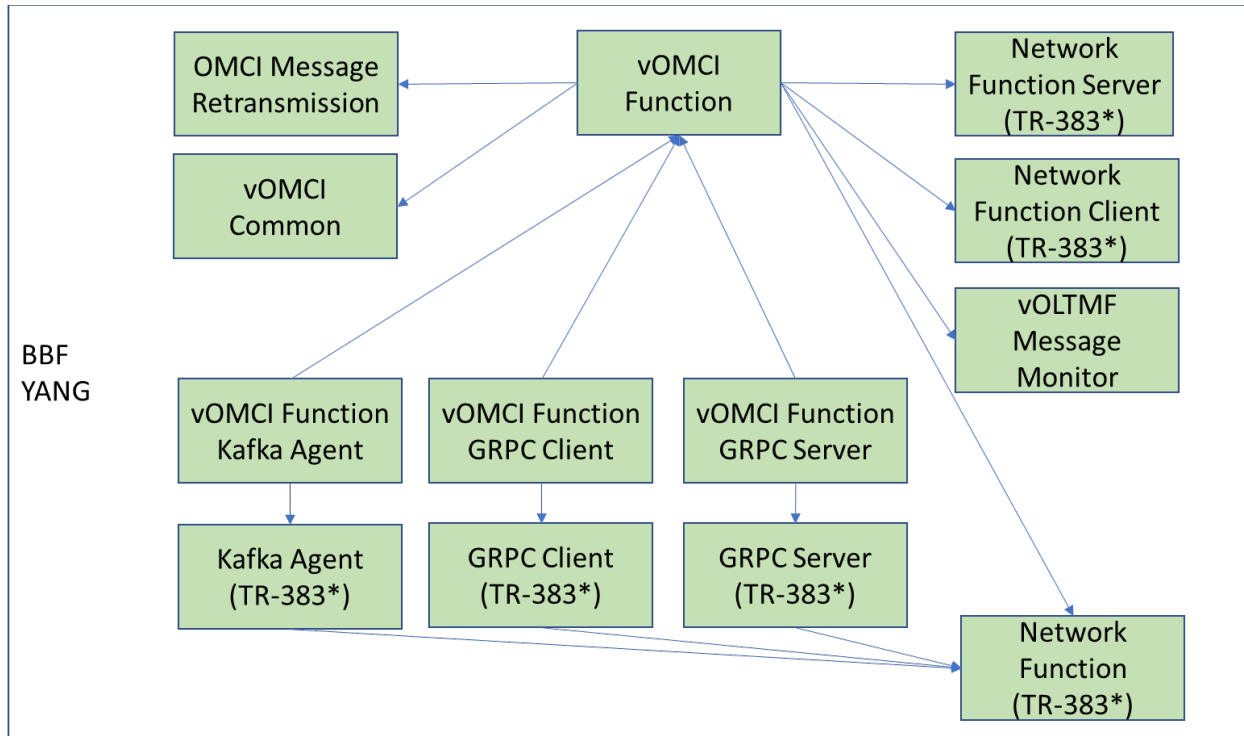 OMCI Message
Retransmission
vOMCI
Function
Network
Function Server
(TR-383*)
vOMCI
Common
Network
Function Client
(TR-383*)
vOLTMF
Message
Monitor
BBF
YANG
vOMCI Function
Kafka Agent
vOMCI Function
GRPC Client
vOMCI Function
GRPC Server
Kafka Agent
(TR-383*)
GRPC Client
(TR-383*)
GRPC Server
(TR-383*)
Network
Function
(TR-383*)